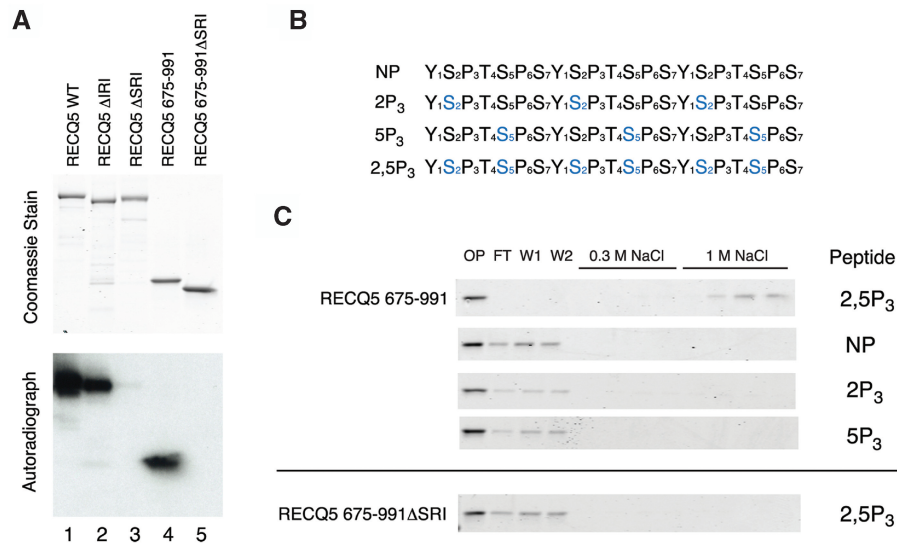 A
RECQ5 WT
RECQ5 ΔIRI
RECQ5 ΔSRI
RECQ5 675-991
RECQ5 675-991ΔSRI
Coomassie Stain
Autoradiograph
1 2 3 4 5
B
NP Y1S2P3T4S5P6S7Y1S2P3T4S5P6S7Y1S2P3T4S5P6S7
2P3 Y1S2P3T4S5P6S7Y1S2P3T4S5P6S7Y1S2P3T4S5P6S7
5P3 Y1S2P3T4S5P6S7Y1S2P3T4S5P6S7Y1S2P3T4S5P6S7
2,5P3 Y1S2P3T4S5P6S7Y1S2P3T4S5P6S7Y1S2P3T4S5P6S7
C
OP FT W1 W2 0.3 M NaCl 1 M NaCl Peptide
RECQ5 675-991 2,5P3
NP
2P3
5P3
RECQ5 675-991ΔSRI 2,5P3